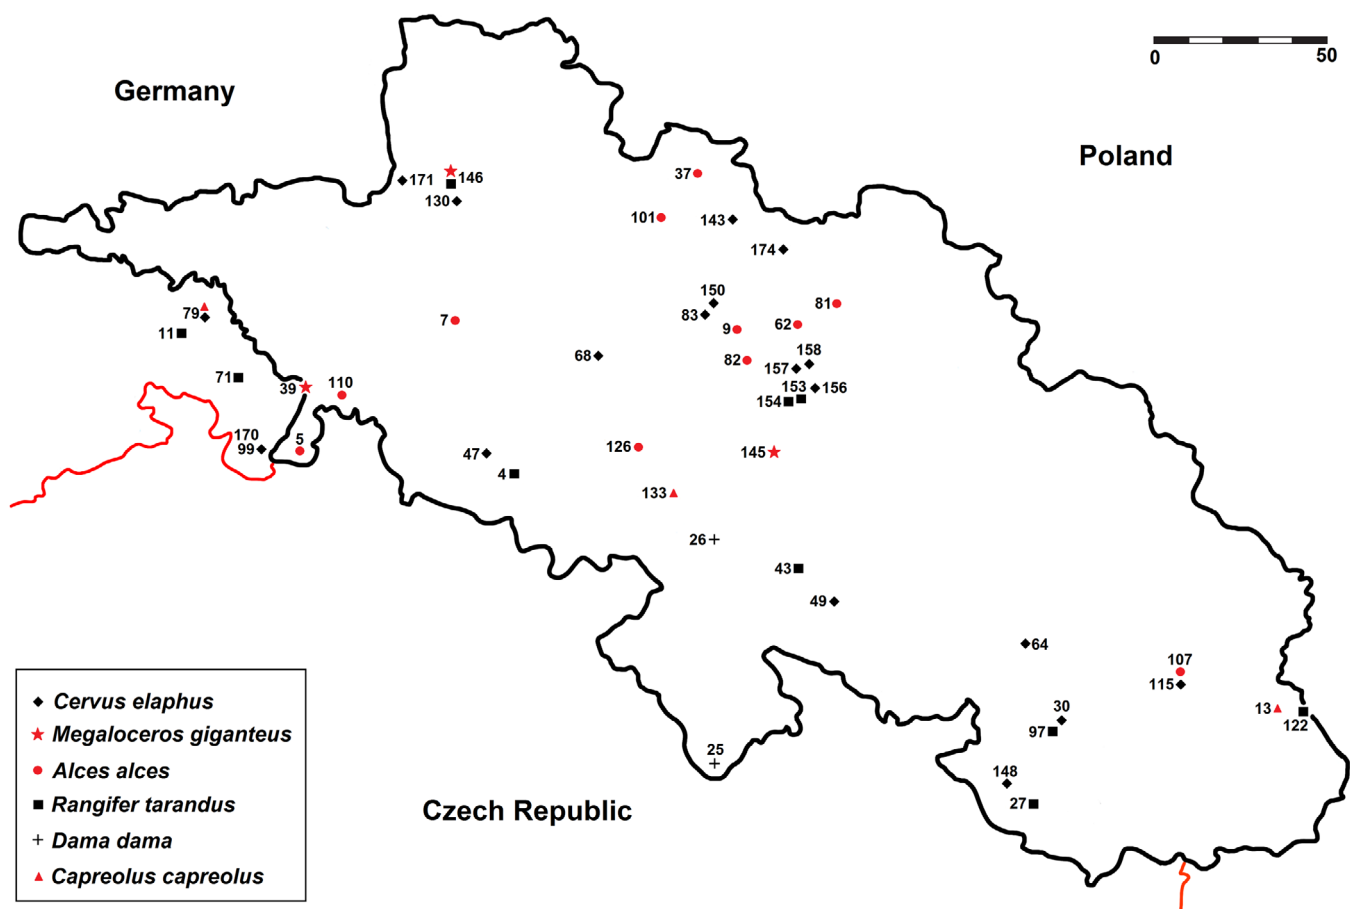 0 50
Germany
Poland
37
171 146
130
101 143
174
150
79 83 81
11 7 9 62
68 82 158
157
71 39 110 153 156
154
170 5
99 47 126 145
4
133
26
43
49
64
107
115
30 13
97 122
25
148
27
Czech Republic
Cervus elaphus
Megaloceros giganteus
Alces alces
Rangifer tarandus
Dama dama
Capreolus capreolus